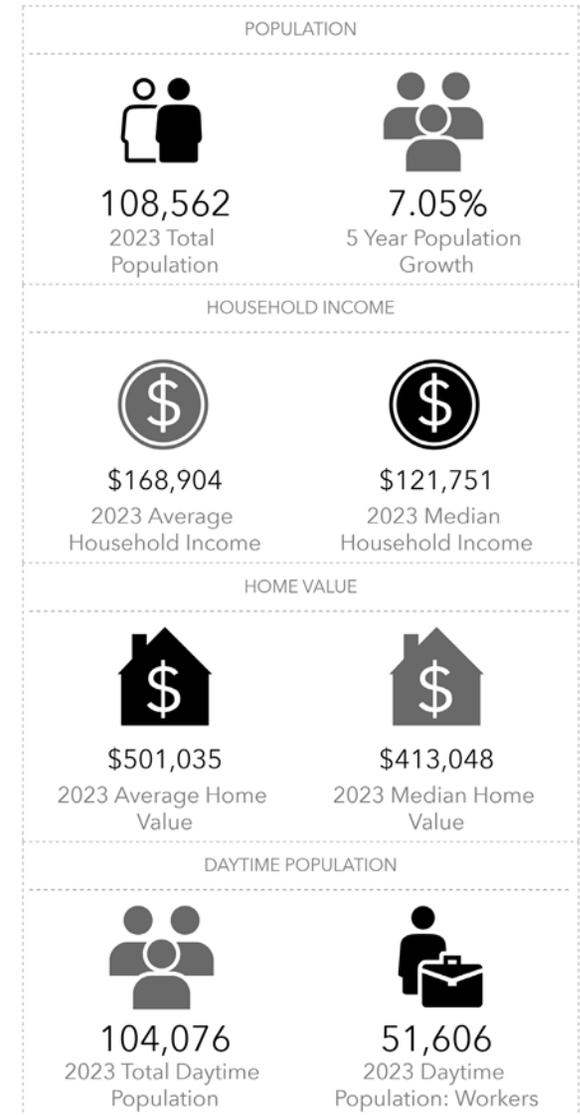 POPULATION
108,562
2023 Total
Population
7.05%
5 Year Population
Growth
HOUSEHOLD INCOME
$
$168,904
2023 Average
Household Income
$
$121,751
2023 Median
Household Income
HOME VALUE
$
$501,035
2023 Average Home
Value
$
$413,048
2023 Median Home
Value
DAYTIME POPULATION
104,076
2023 Total Daytime
Population
51,606
2023 Daytime
Population: Workers